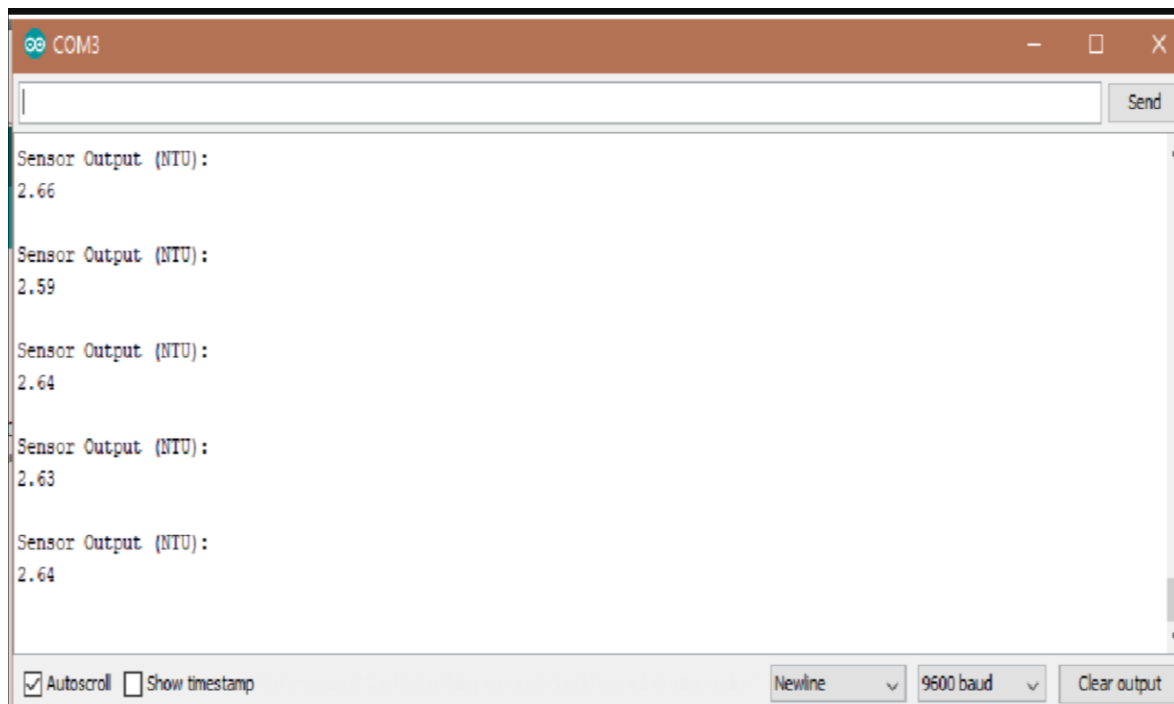 COM3
Send
Sensor Output (NTU):
2.66
Sensor Output (NTU):
2.59
Sensor Output (NTU):
2.64
Sensor Output (NTU):
2.63
Sensor Output (NTU):
2.64
Autoscroll Show timestamp Newline 9600 baud Clear output